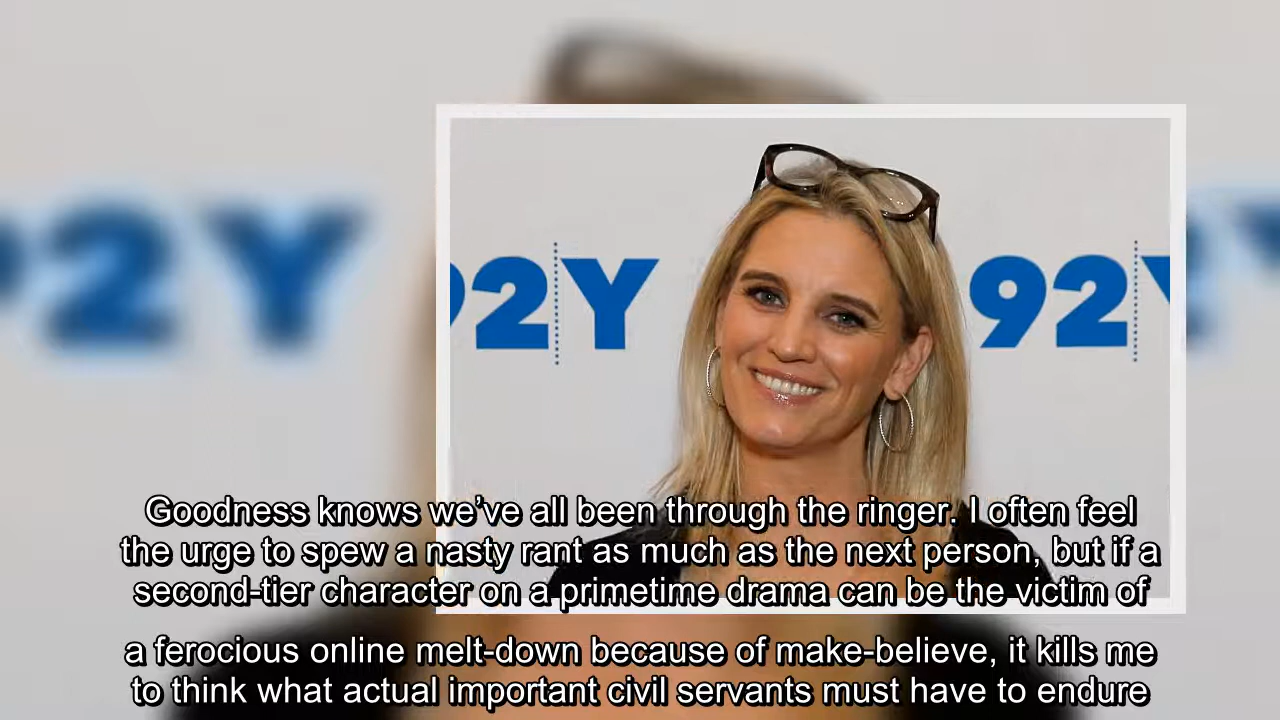 92Y
92Y
92Y
Goodness knows we’ve all been through the ringer. I often feel
the urge to spew a nasty rant as much as the next person, but if a
second-tier character on a primetime drama can be the victim of
a ferocious online melt-down because of make-believe, it kills me
to think what actual important civil servants must have to endure